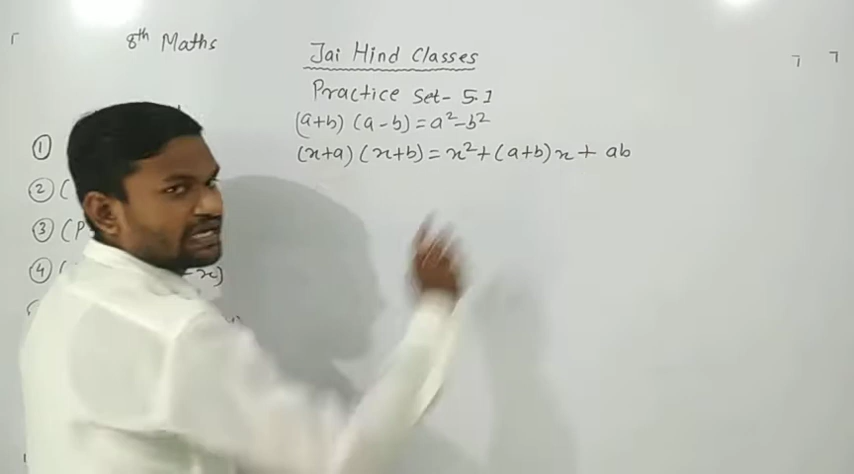 8th Maths
Jai Hind Classes
Practice Set- 5.1
(a+b) (a-b) = a²-b²
(x+a) (x+b) = x²+(a+b)x + ab
①
② (
③ (P
④ -x)